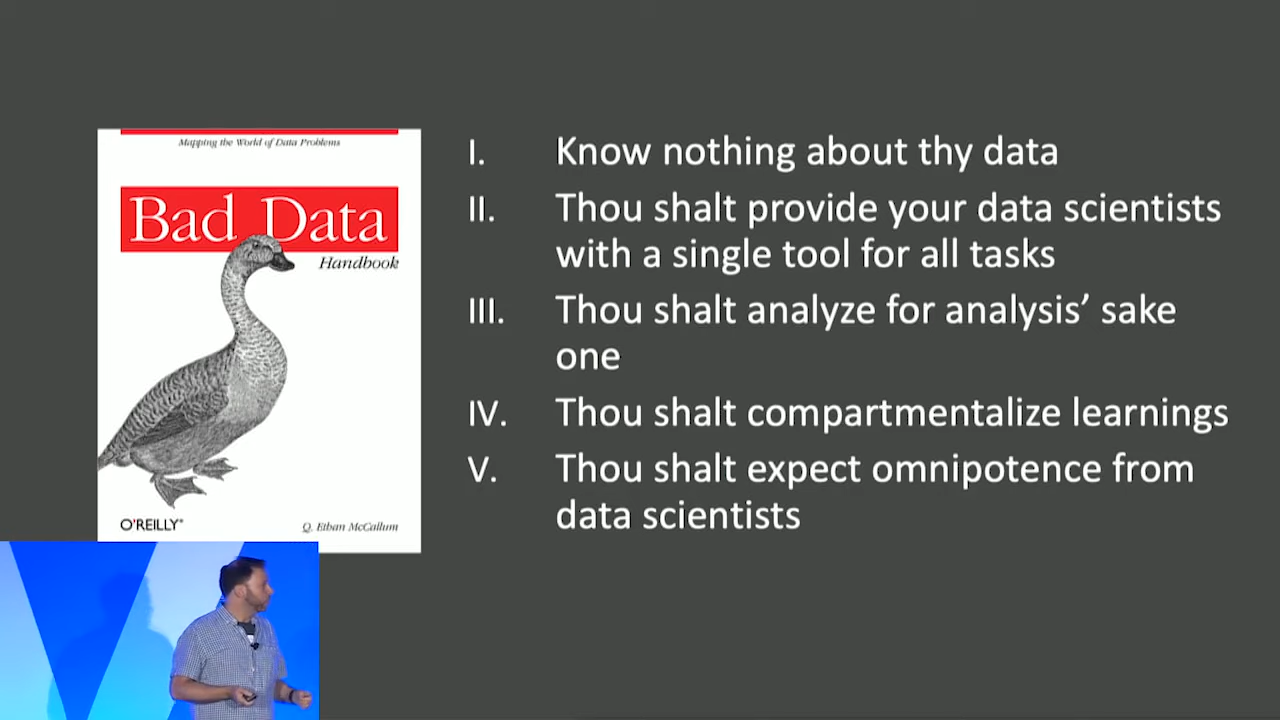 Mapping the World of Data Problems
Bad Data
Handbook
O'REILLY®
Q. Ethan McCallum
I. Know nothing about thy data
II. Thou shalt provide your data scientists
with a single tool for all tasks
III. Thou shalt analyze for analysis’ sake
one
IV. Thou shalt compartmentalize learnings
V. Thou shalt expect omnipotence from
data scientists